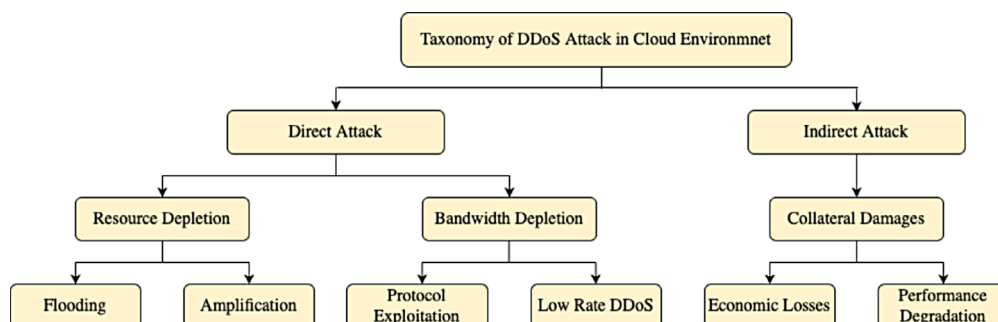 Taxonomy of DDoS Attack in Cloud Environmnet
Direct Attack
Indirect Attack
Resource Depletion
Bandwidth Depletion
Collateral Damages
Flooding
Amplification
Protocol
Exploitation
Low Rate DDoS
Economic Losses
Performance
Degradation